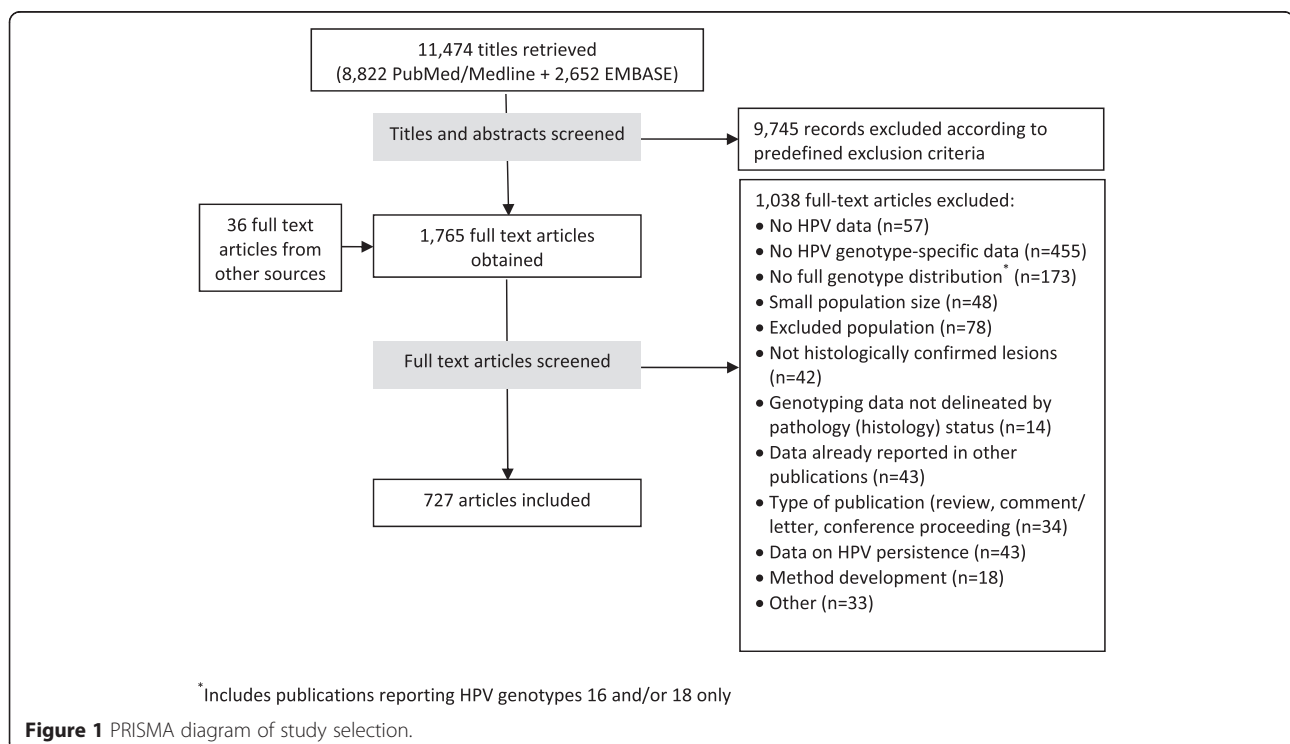 11,474 titles retrieved
(8,822 PubMed/Medline + 2,652 EMBASE)
Titles and abstracts screened
9,745 records excluded according to
predefined exclusion criteria
36 full text
articles from
other sources
1,765 full text articles
obtained
Full text articles screened
1,038 full-text articles excluded:
• No HPV data (n=57)
• No HPV genotype-specific data (n=455)
• No full genotype distribution* (n=173)
• Small population size (n=48)
• Excluded population (n=78)
• Not histologically confirmed lesions
(n=42)
• Genotyping data not delineated by
pathology (histology) status (n=14)
• Data already reported in other
publications (n=43)
• Type of publication (review, comment/
letter, conference proceeding (n=34)
• Data on HPV persistence (n=43)
• Method development (n=18)
• Other (n=33)
727 articles included
*Includes publications reporting HPV genotypes 16 and/or 18 only
Figure 1 PRISMA diagram of study selection.